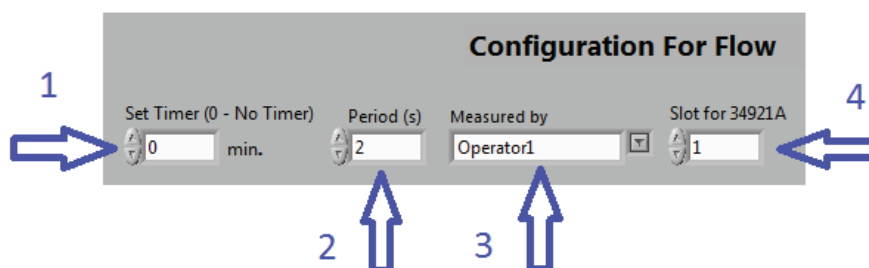 Configuration For Flow
1
4
Set Timer (0 - No Timer) Period (s) Measured by Slot for 34921A
0 min. 2 Operator1 1
2 3